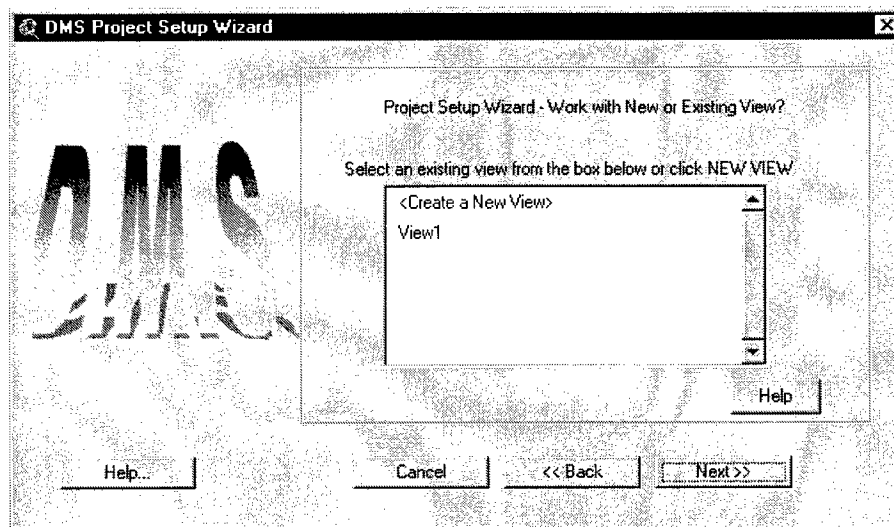 DMS Project Setup Wizard
Project Setup Wizard - Work with New or Existing View?
DMS
Select an existing view from the box below or click NEW VIEW
<Create a New View>
View1
Help
Help...
Cancel
<< Back
Next >>